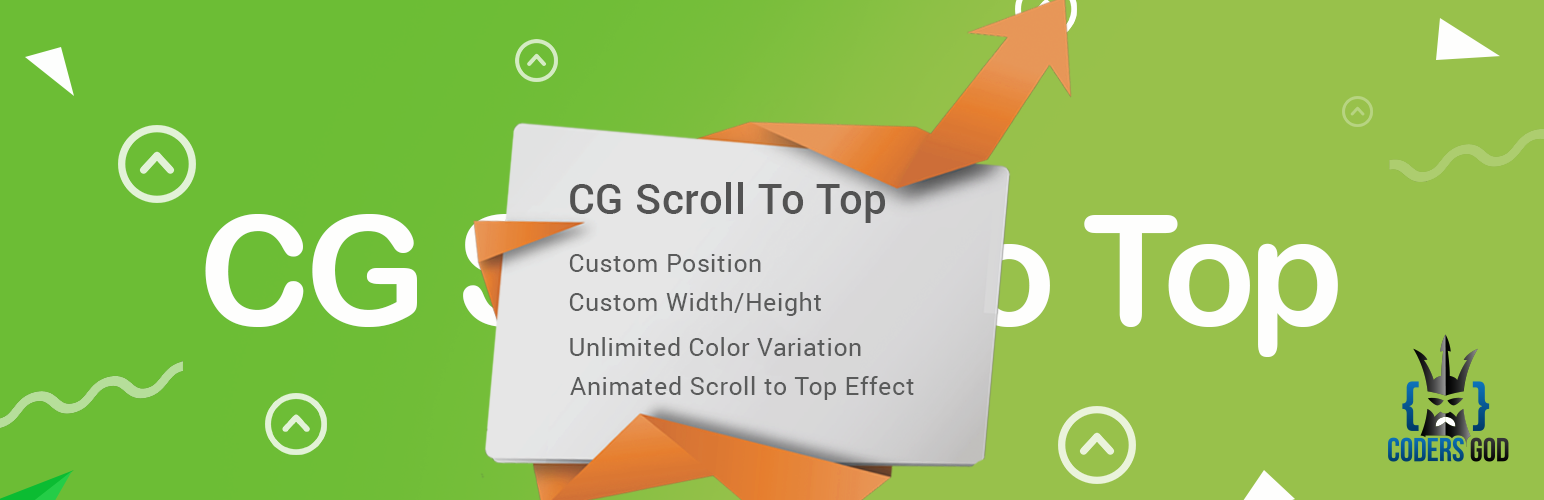 CG S o Top
CG Scroll To Top
Custom Position
Custom Width/Height
Unlimited Color Variation
Animated Scroll to Top Effect
CODERS GOD